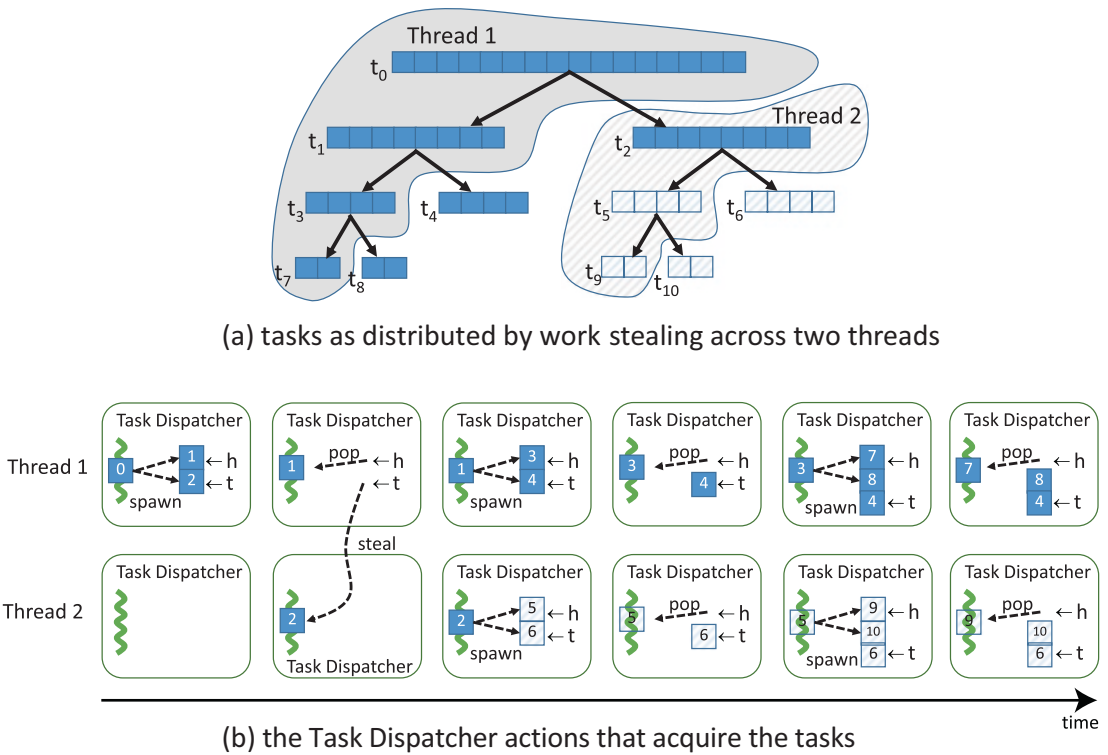 Thread 1
t0
Thread 2
t1
t2
t3
t4
t5
t6
t7
t8
t9
t10
(a) tasks as distributed by work stealing across two threads
Task Dispatcher Task Dispatcher Task Dispatcher Task Dispatcher Task Dispatcher Task Dispatcher
Thread 1
0 1 ←h 2 ←t spawn
1 pop ←h ←t
1 3 ←h 4 ←t spawn
3 pop ←h 4 ←t
3 7 ←h 8 4 ←t spawn
7 pop ←h 8 4 ←t
steal
Thread 2
Task Dispatcher
2 Task Dispatcher
Task Dispatcher
2 5 ←h 6 ←t spawn
Task Dispatcher
5 pop ←h 6 ←t
Task Dispatcher
5 9 ←h 10 6 ←t spawn
Task Dispatcher
9 pop ←h 10 6 ←t
time
(b) the Task Dispatcher actions that acquire the tasks